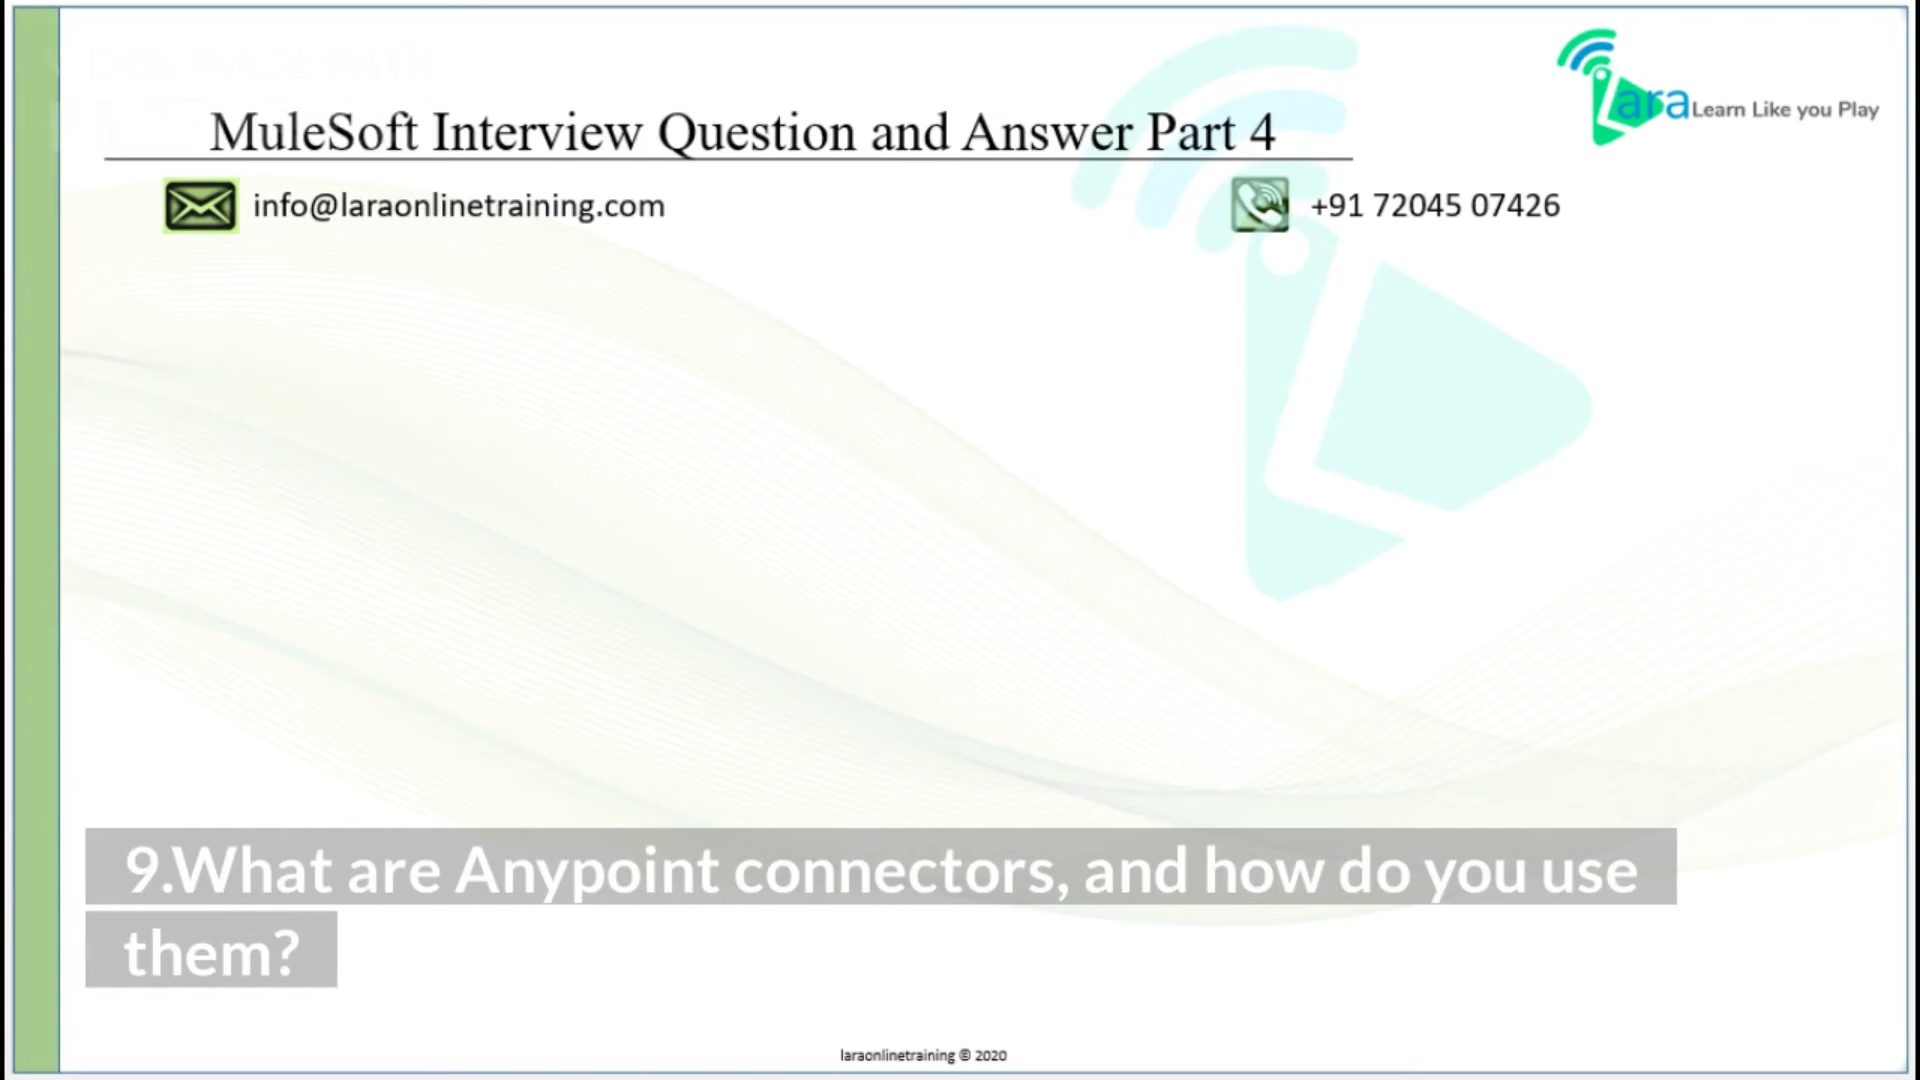 Lara Learn Like you Play
MuleSoft Interview Question and Answer Part 4
info@laraonlinetraining.com
+91 72045 07426
9.What are Anypoint connectors, and how do you use
them?
laraonlinetraining © 2020